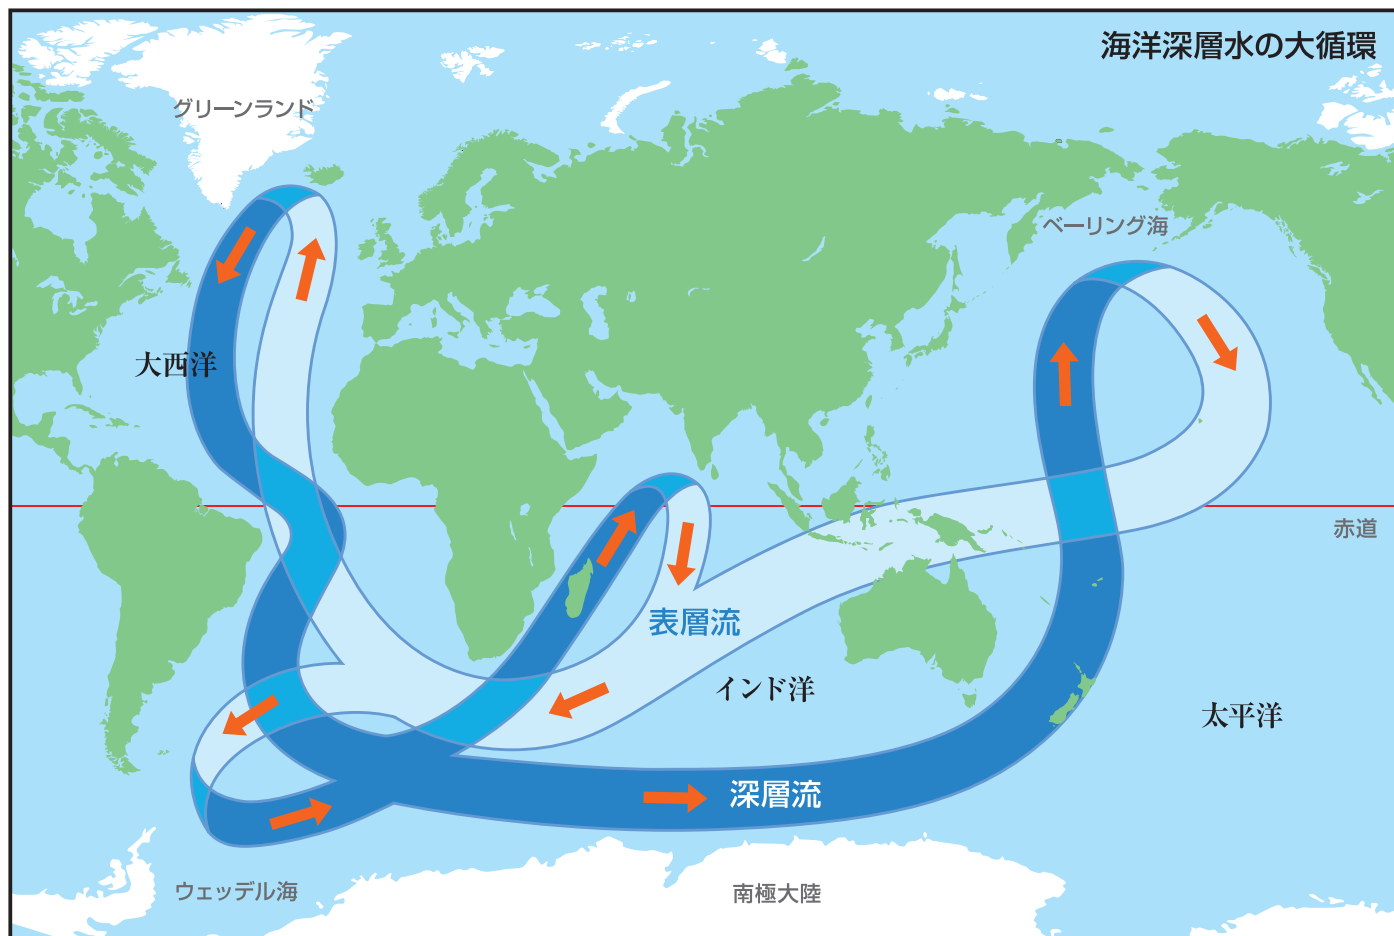 海洋深層水の大循環
グリーンランド
ベーリング海
大西洋
赤道
表層流
インド洋
太平洋
深層流
ウェッデル海
南極大陸